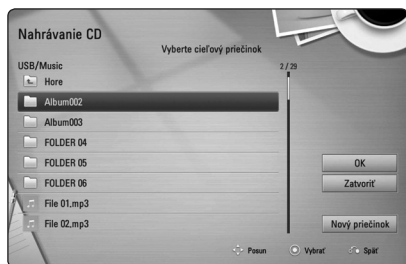 Nahrávanie CD
Vyberte cieľový priečinok
USB/Music
2 / 29
Hore
Album002
Album003
FOLDER 04
FOLDER 05
FOLDER 06
File 01.mp3
File 02.mp3
OK
Zatvoriť
Nový priečinok
Posun
Vybrať
Späť